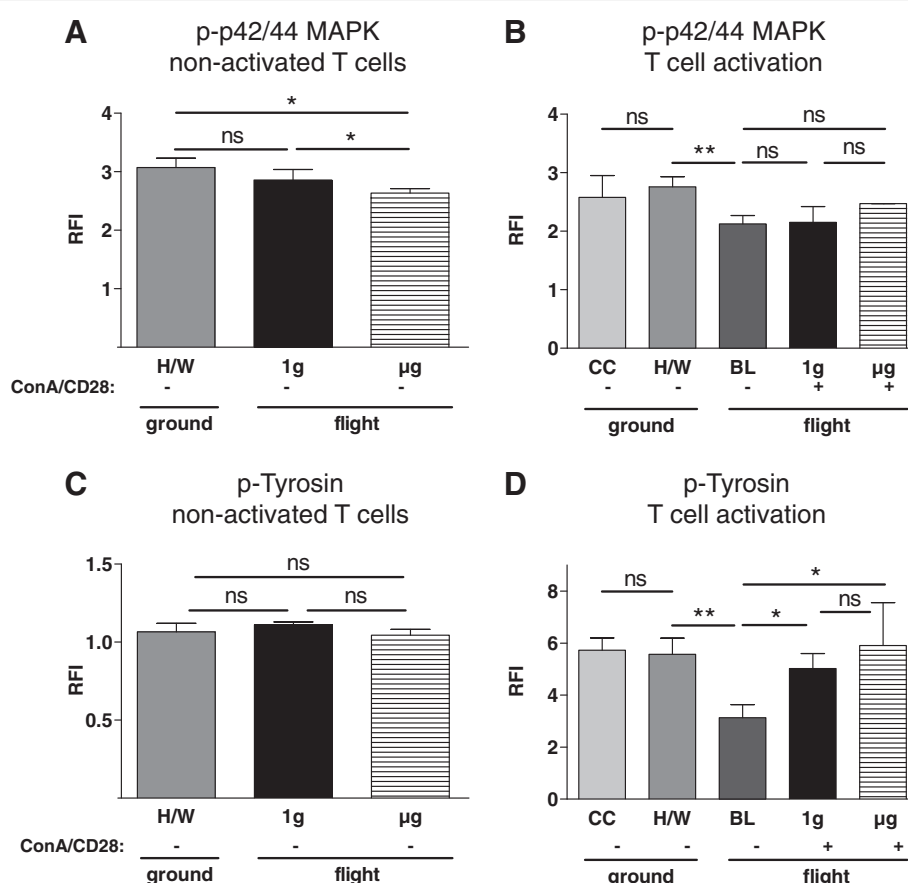 A
p-p42/44 MAPK
non-activated T cells
*
ns
*
4
3
2
1
RFI
H/W
1g
µg
ConA/CD28:
-
-
-
ground
flight
B
p-p42/44 MAPK
T cell activation
ns
ns
**
ns
ns
4
3
2
1
0
RFI
CC
H/W
BL
1g
µg
-
-
-
+
+
ground
flight
C
p-Tyrosin
non-activated T cells
ns
ns
ns
1.5
1.0
0.5
RFI
H/W
1g
µg
ConA/CD28:
-
-
-
ground
flight
D
p-Tyrosin
T cell activation
ns
*
**
*
ns
8
6
4
2
0
RFI
CC
H/W
BL
1g
µg
-
-
-
+
+
ground
flight